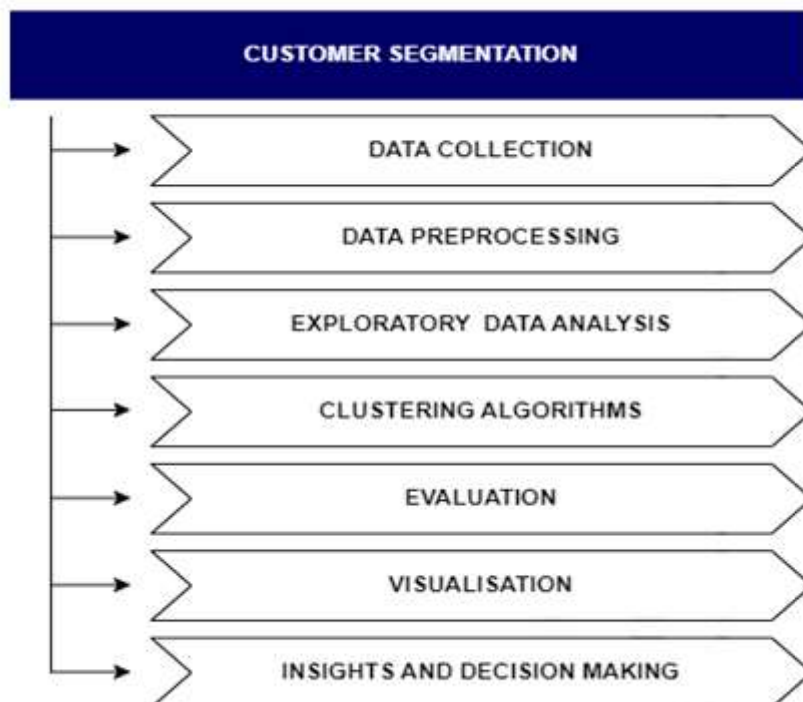 CUSTOMER SEGMENTATION
DATA COLLECTION
DATA PREPROCESSING
EXPLORATORY DATA ANALYSIS
CLUSTERING ALGORITHMS
EVALUATION
VISUALISATION
INSIGHTS AND DECISION MAKING